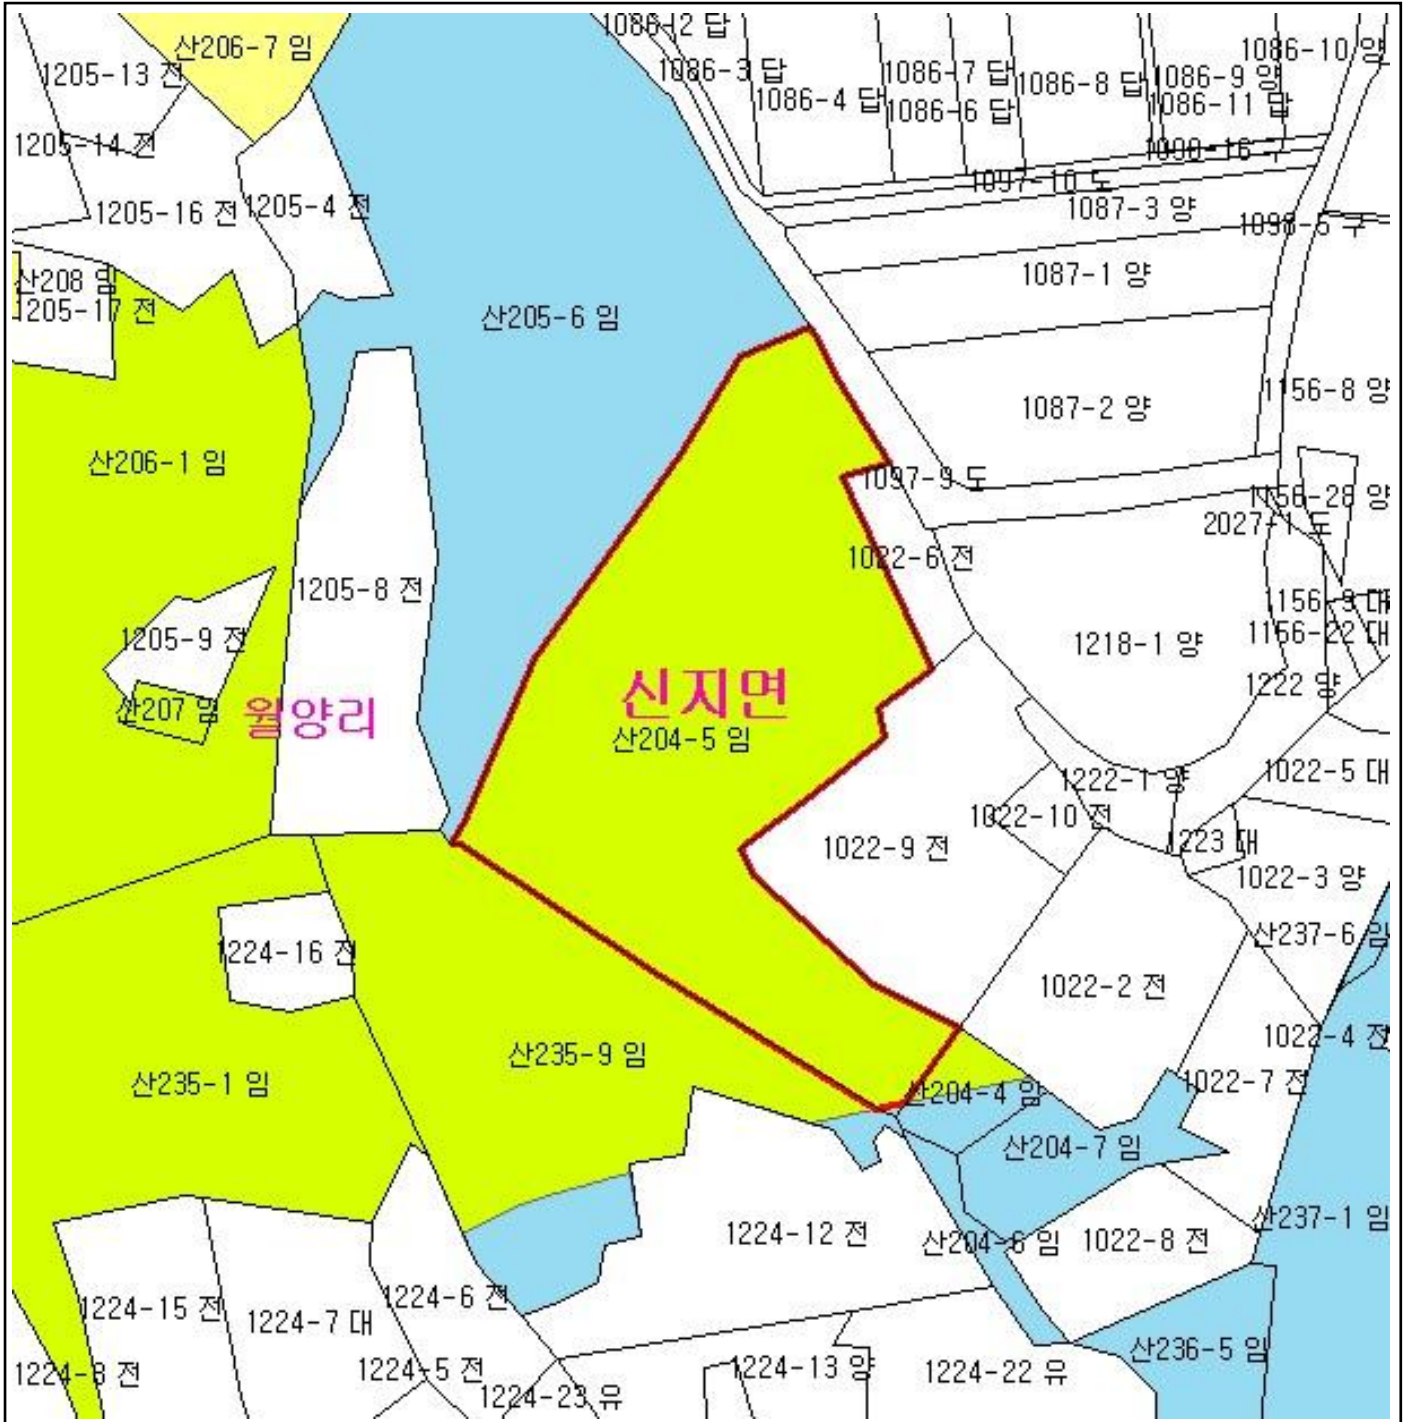 1086-2 답
산206-7 임
1086-10 양
1205-13 전
1086-3 답
1086-7 답
1086-8 답
1086-9 양
1086-4 답
1086-6 답
1086-11 답
1205-14 전
1097-10 도
1205-16 전
1205-4 전
1087-3 양
1098-5 구
산208 임
1087-1 양
1205-17 전
산205-6 임
1156-8 양
1087-2 양
산206-1 임
1097-9 도
1156-28 양
2027-1 도
1022-6 전
1205-8 전
1156-9 대
1205-9 전
1218-1 양
1156-22 대
1222 양
신지면
산207 임
월양리
산204-5 임
1222-1 양
1022-5 대
1022-10 전
1022-9 전
1223 대
1022-3 양
산237-6 임
1224-16 전
1022-2 전
1022-4 전
산235-9 임
산235-1 임
1022-7 전
산204-4 임
산204-7 임
산237-1 임
1224-12 전
산204-6 임
1022-8 전
1224-15 전
1224-6 전
1224-7 대
산236-5 임
1224-8 전
1224-5 전
1224-13 양
1224-22 유
1224-23 유